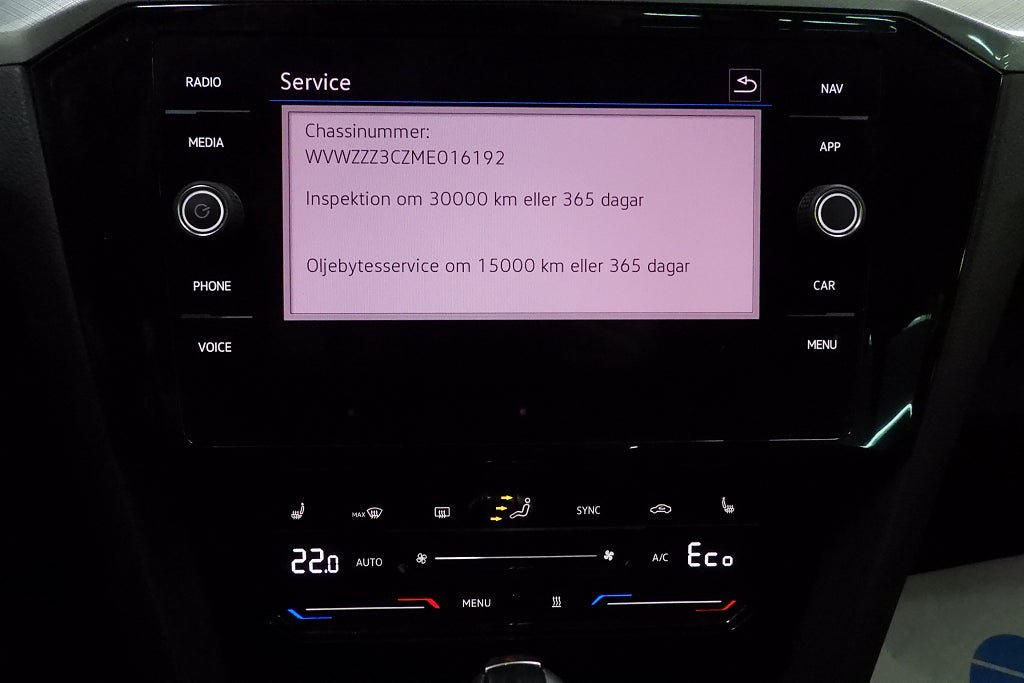 RADIO
Service
NAV
MEDIA
APP
Chassinummer:
WVWZZZ3CZME016192
Inspektion om 30000 km eller 365 dagar
Oljebytesservice om 15000 km eller 365 dagar
PHONE
CAR
VOICE
MENU
MAX
SYNC
22.0
AUTO
A/C
Eco
MENU